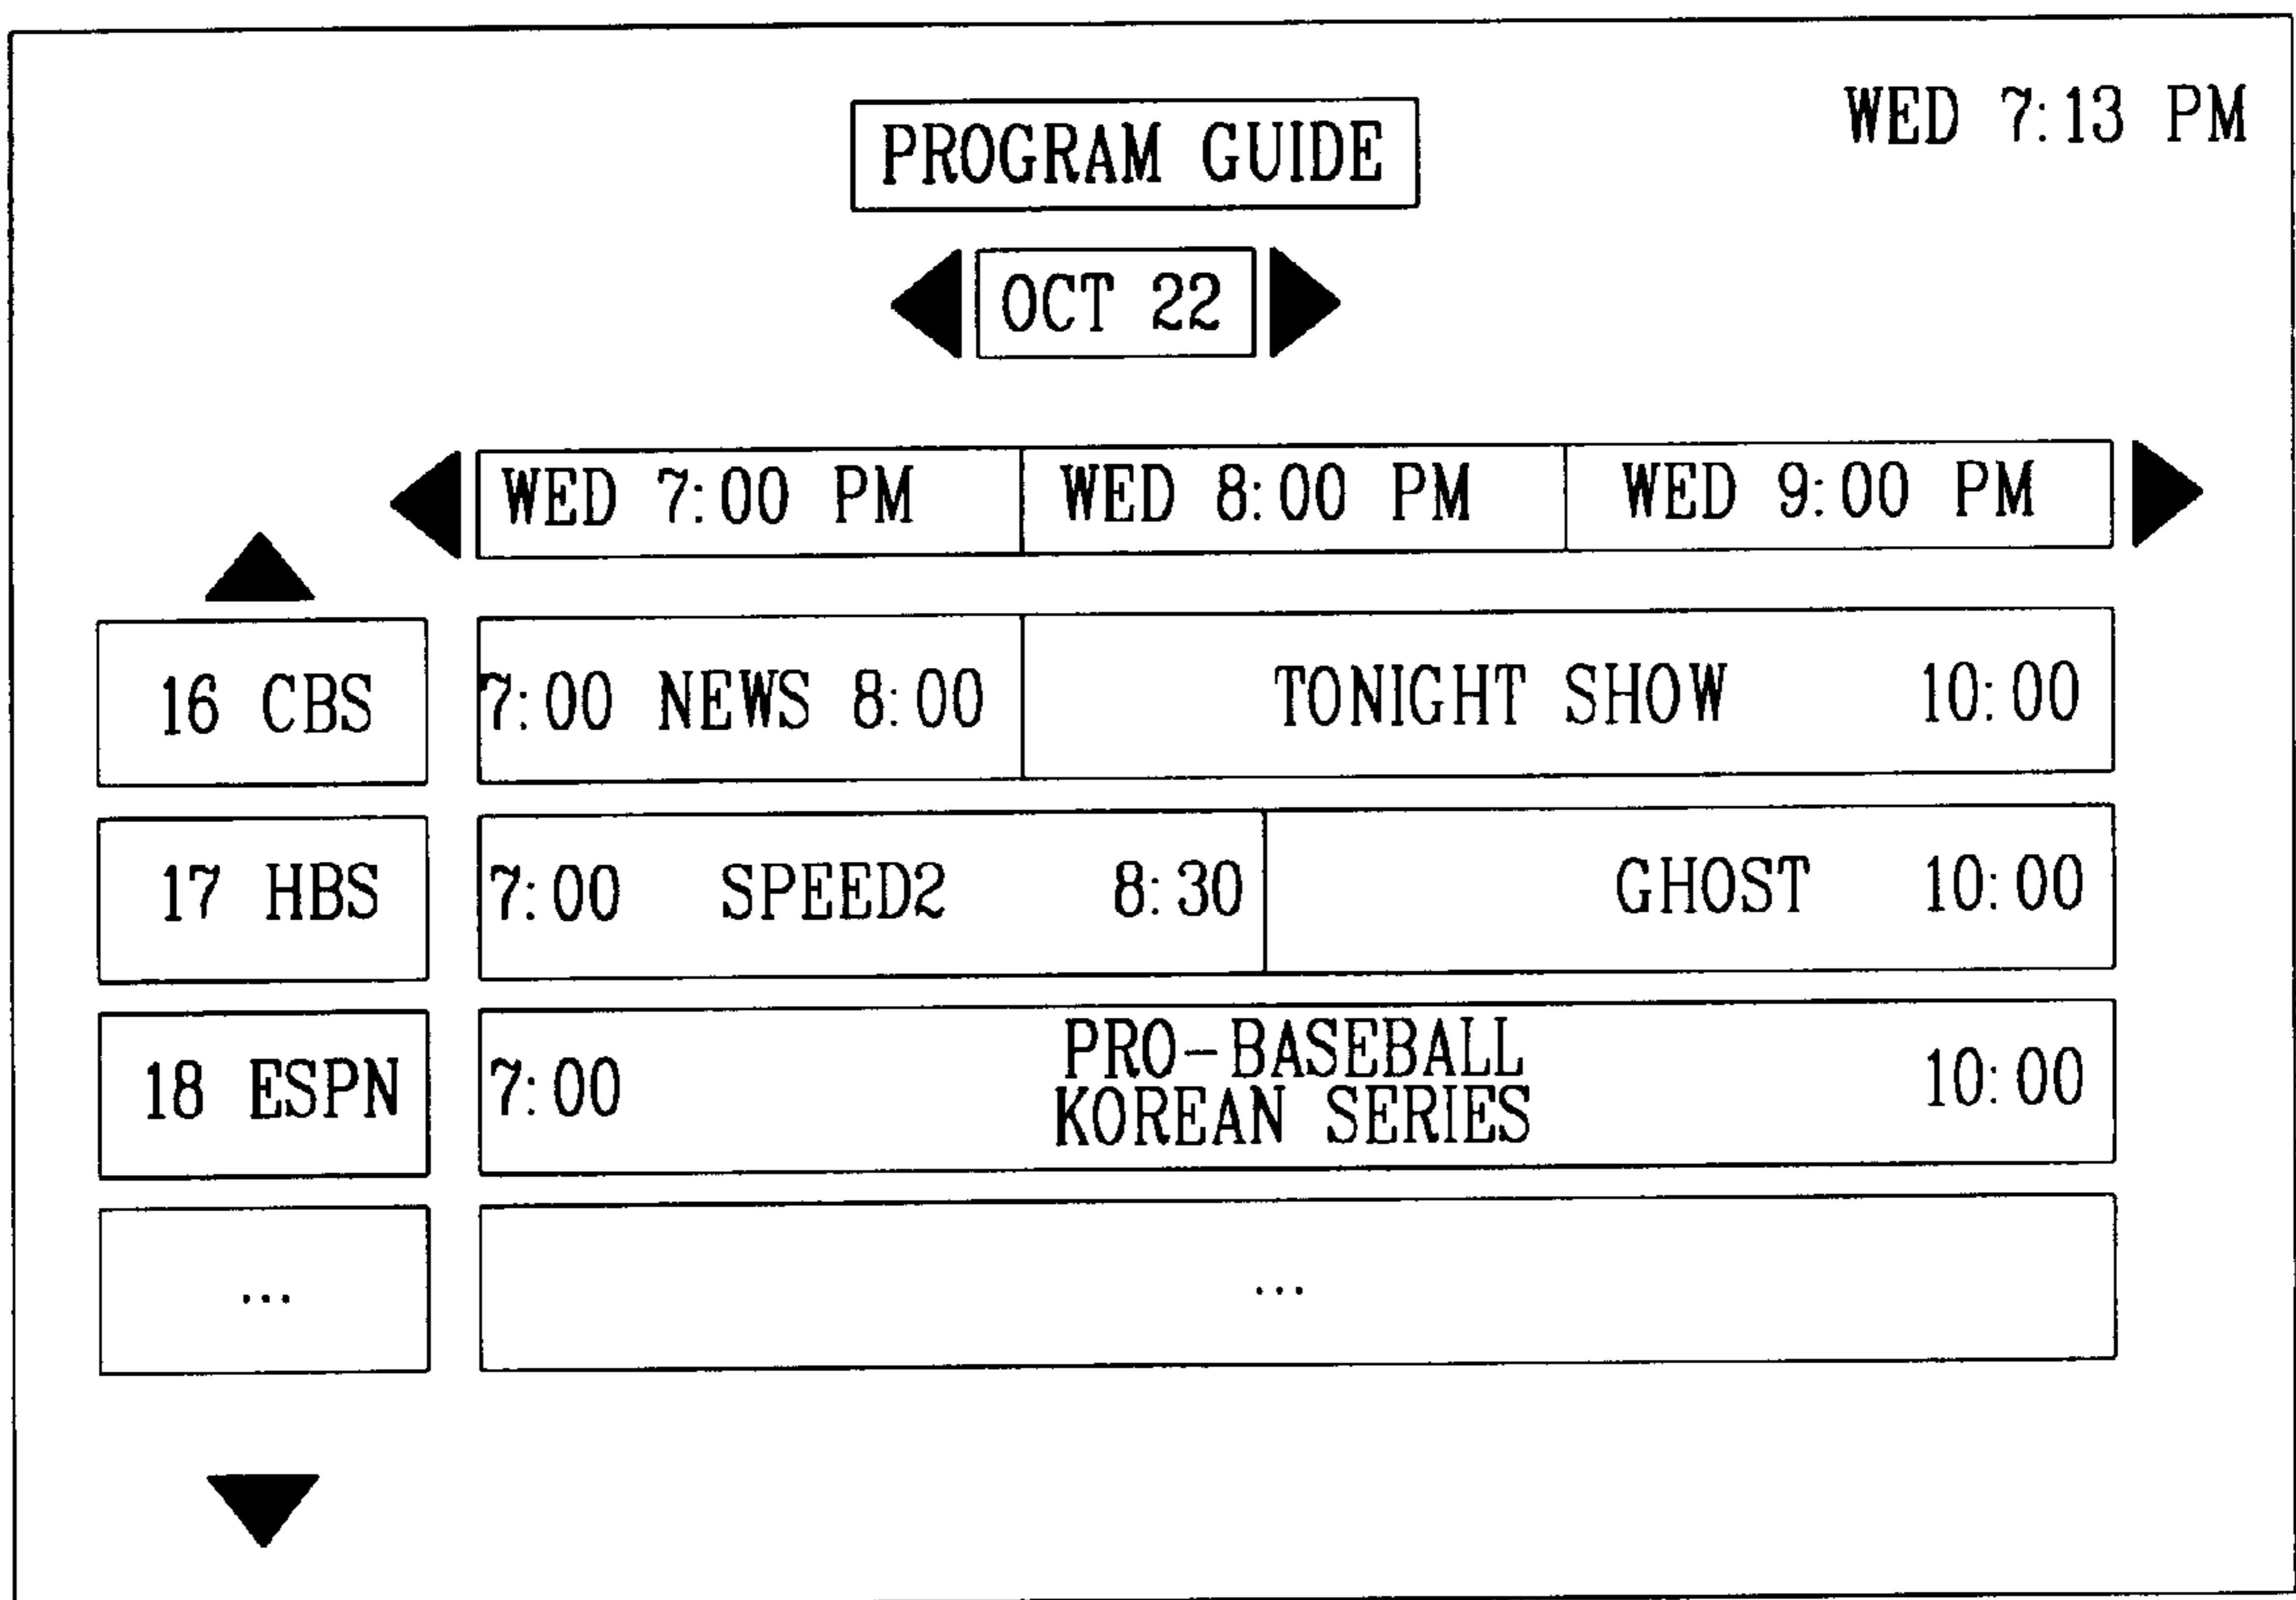 WED 7:13 PM
PROGRAM GUIDE
OCT 22
WED 7:00 PM WED 8:00 PM WED 9:00 PM
16 CBS 7:00 NEWS 8:00 TONIGHT SHOW 10:00
17 HBS 7:00 SPEED2 8:30 GHOST 10:00
18 ESPN 7:00 PRO-BASEBALL
KOREAN SERIES 10:00
... ...